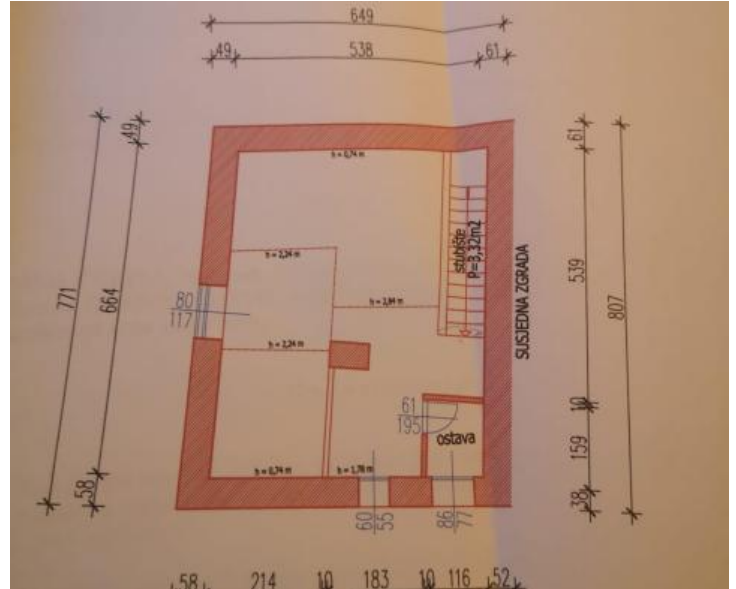 649
49 538 61
49
61
h = 0,74 m
stubište
P=3,32m2
h = 2,24 m
SUSJEDNA ZGRADA
539
771
664
80
117
h = 2,84 m
807
h = 2,24 m
61
195
10
ostava
159
h = 0,74 m
h = 1,78 m
58
38
60
55
86
77
58 214 10 183 10 116 52